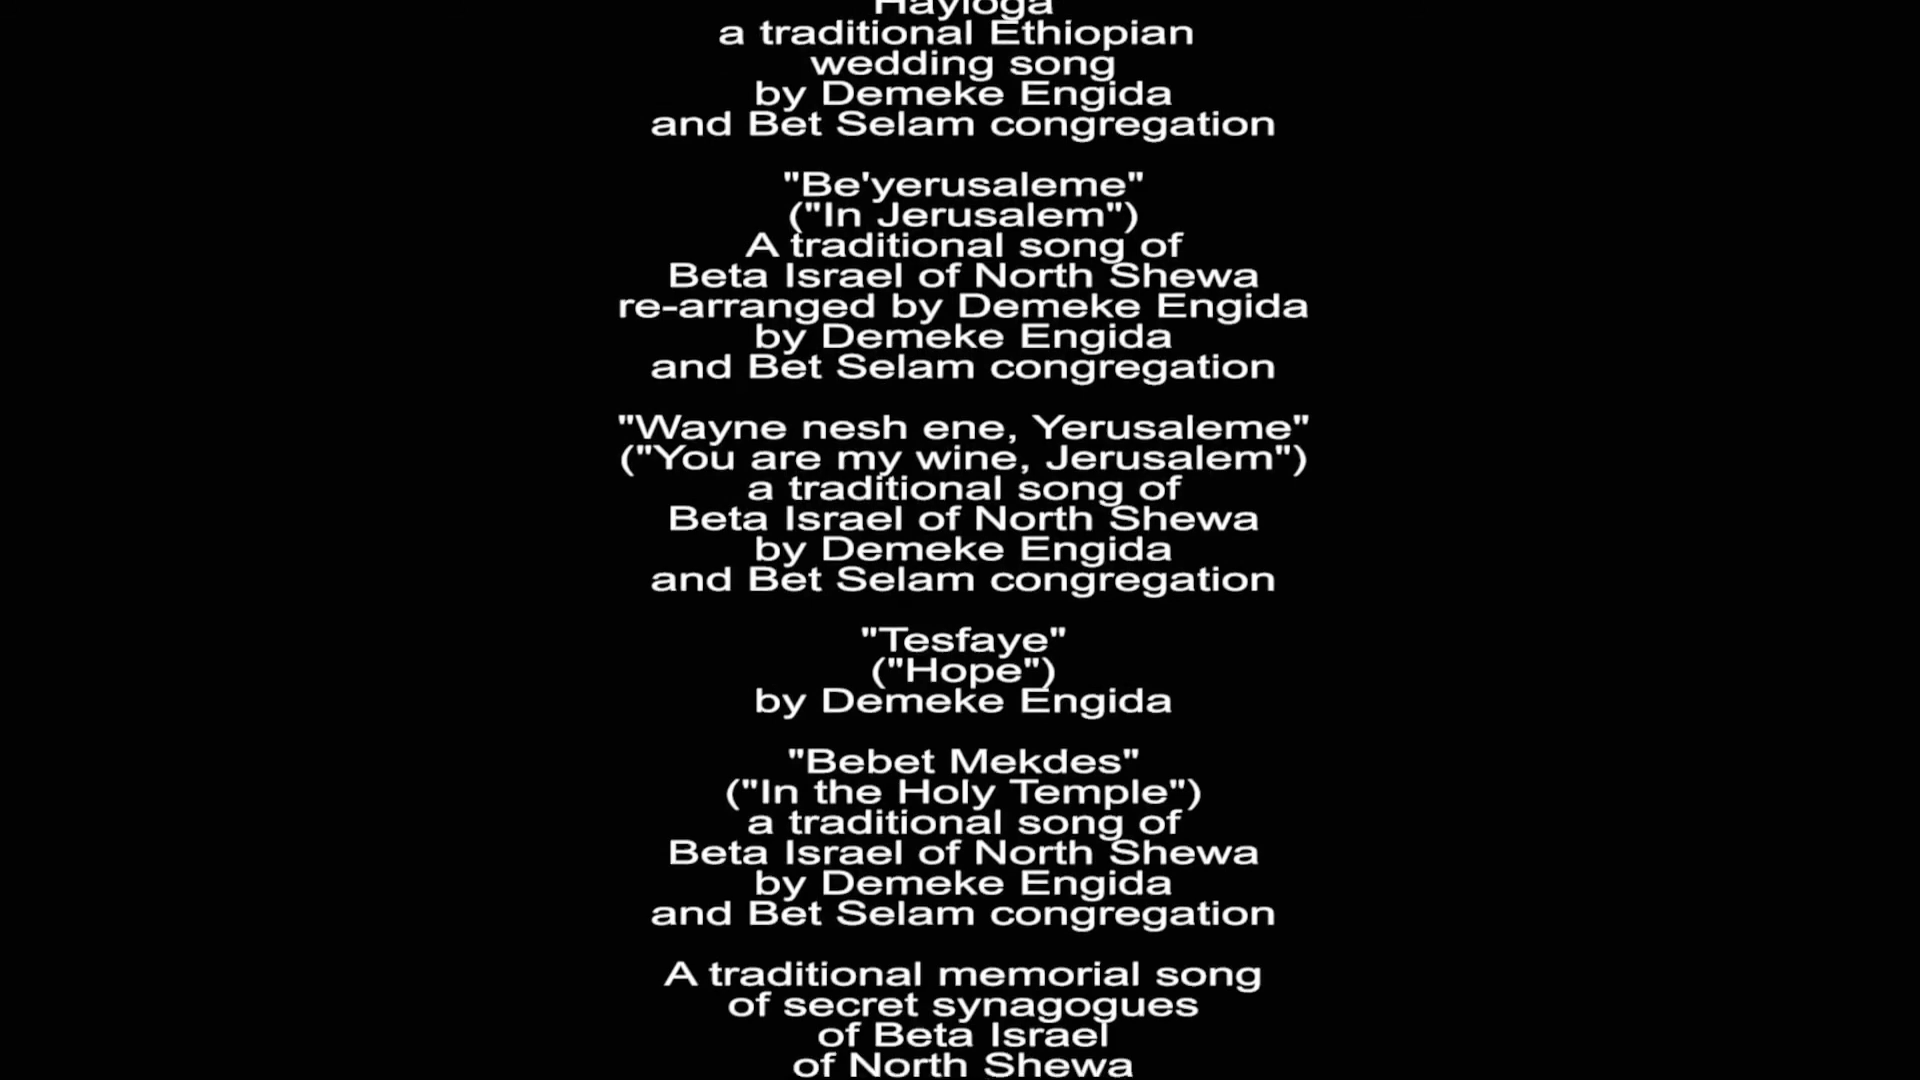 Hayloga
a traditional Ethiopian
wedding song
by Demeke Engida
and Bet Selam congregation
"Be'yerusaleme"
("In Jerusalem")
A traditional song of
Beta Israel of North Shewa
re-arranged by Demeke Engida
by Demeke Engida
and Bet Selam congregation
"Wayne nesh ene, Yerusaleme"
("You are my wine, Jerusalem")
a traditional song of
Beta Israel of North Shewa
by Demeke Engida
and Bet Selam congregation
"Tesfaye"
("Hope")
by Demeke Engida
"Bebet Mekdes"
("In the Holy Temple")
a traditional song of
Beta Israel of North Shewa
by Demeke Engida
and Bet Selam congregation
A traditional memorial song
of secret synagogues
of Beta Israel
of North Shewa